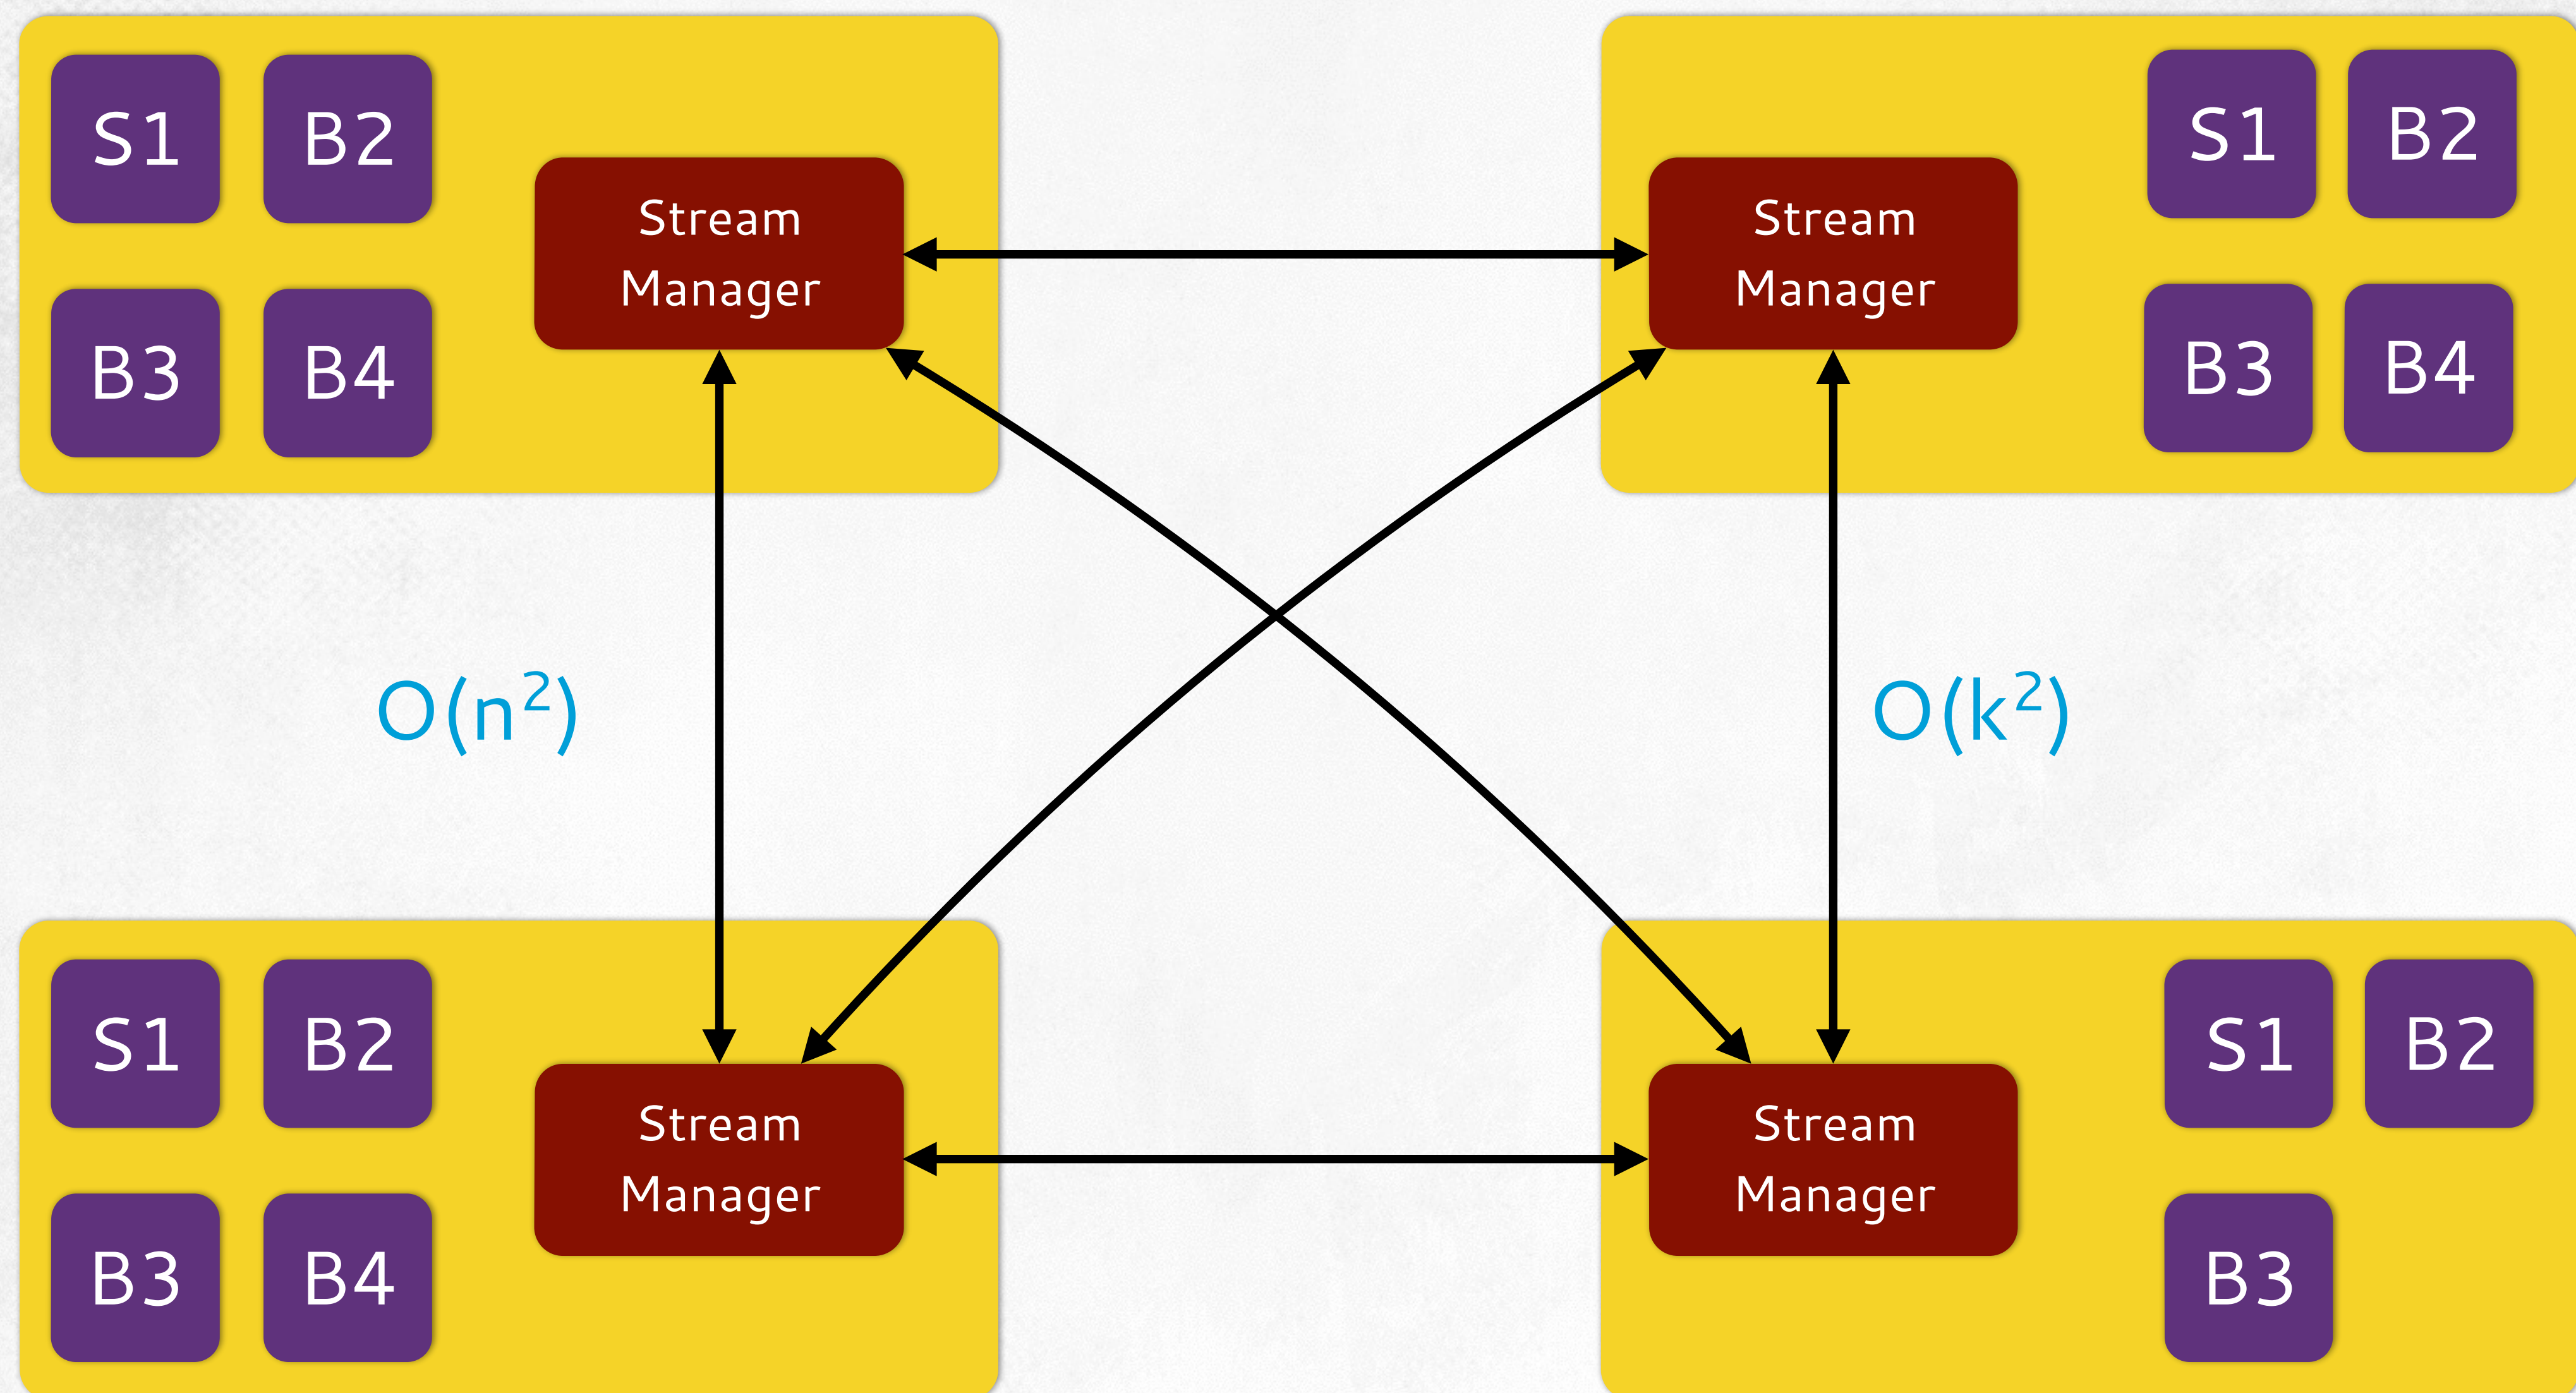 S1 B2
B3 B4
Stream
Manager
Stream
Manager
S1 B2
B3 B4
O(n²)
O(k²)
S1 B2
B3 B4
Stream
Manager
Stream
Manager
S1 B2
B3